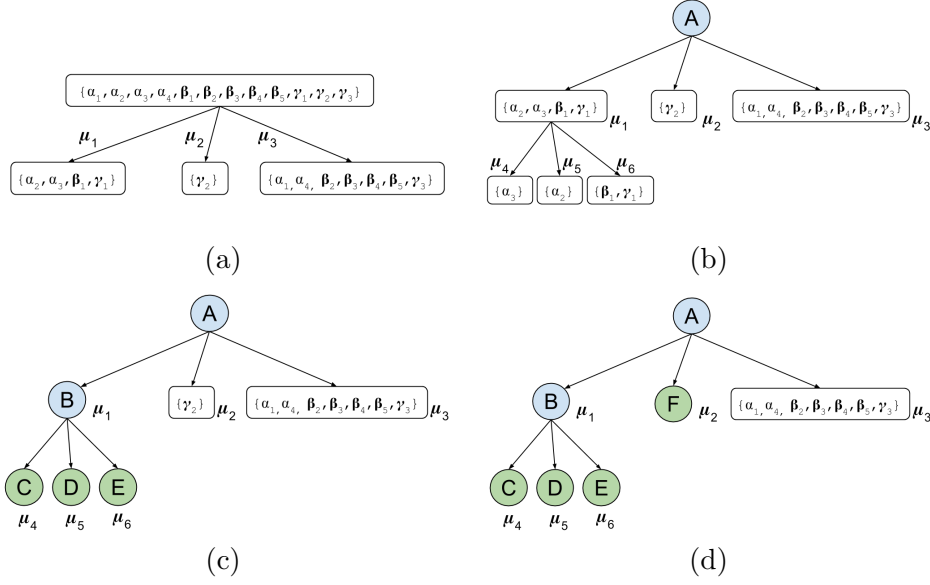 {α₁, α₂, α₃, α₄, β₁, β₂, β₃, β₄, β₅, γ₁, γ₂, γ₃}
μ₁ μ₂ μ₃
{α₂, α₃, β₁, γ₁} {γ₂} {α₁, α₄, β₂, β₃, β₄, β₅, γ₃}
(a)
A
{α₂, α₃, β₁, γ₁} μ₁ {γ₂} μ₂ {α₁, α₄, β₂, β₃, β₄, β₅, γ₃} μ₃
μ₄ μ₅ μ₆
{α₃} {α₂} {β₁, γ₁}
(b)
A
B μ₁ {γ₂} μ₂ {α₁, α₄, β₂, β₃, β₄, β₅, γ₃} μ₃
C D E
μ₄ μ₅ μ₆
(c)
A
B μ₁ F μ₂ {α₁, α₄, β₂, β₃, β₄, β₅, γ₃} μ₃
C D E
μ₄ μ₅ μ₆
(d)